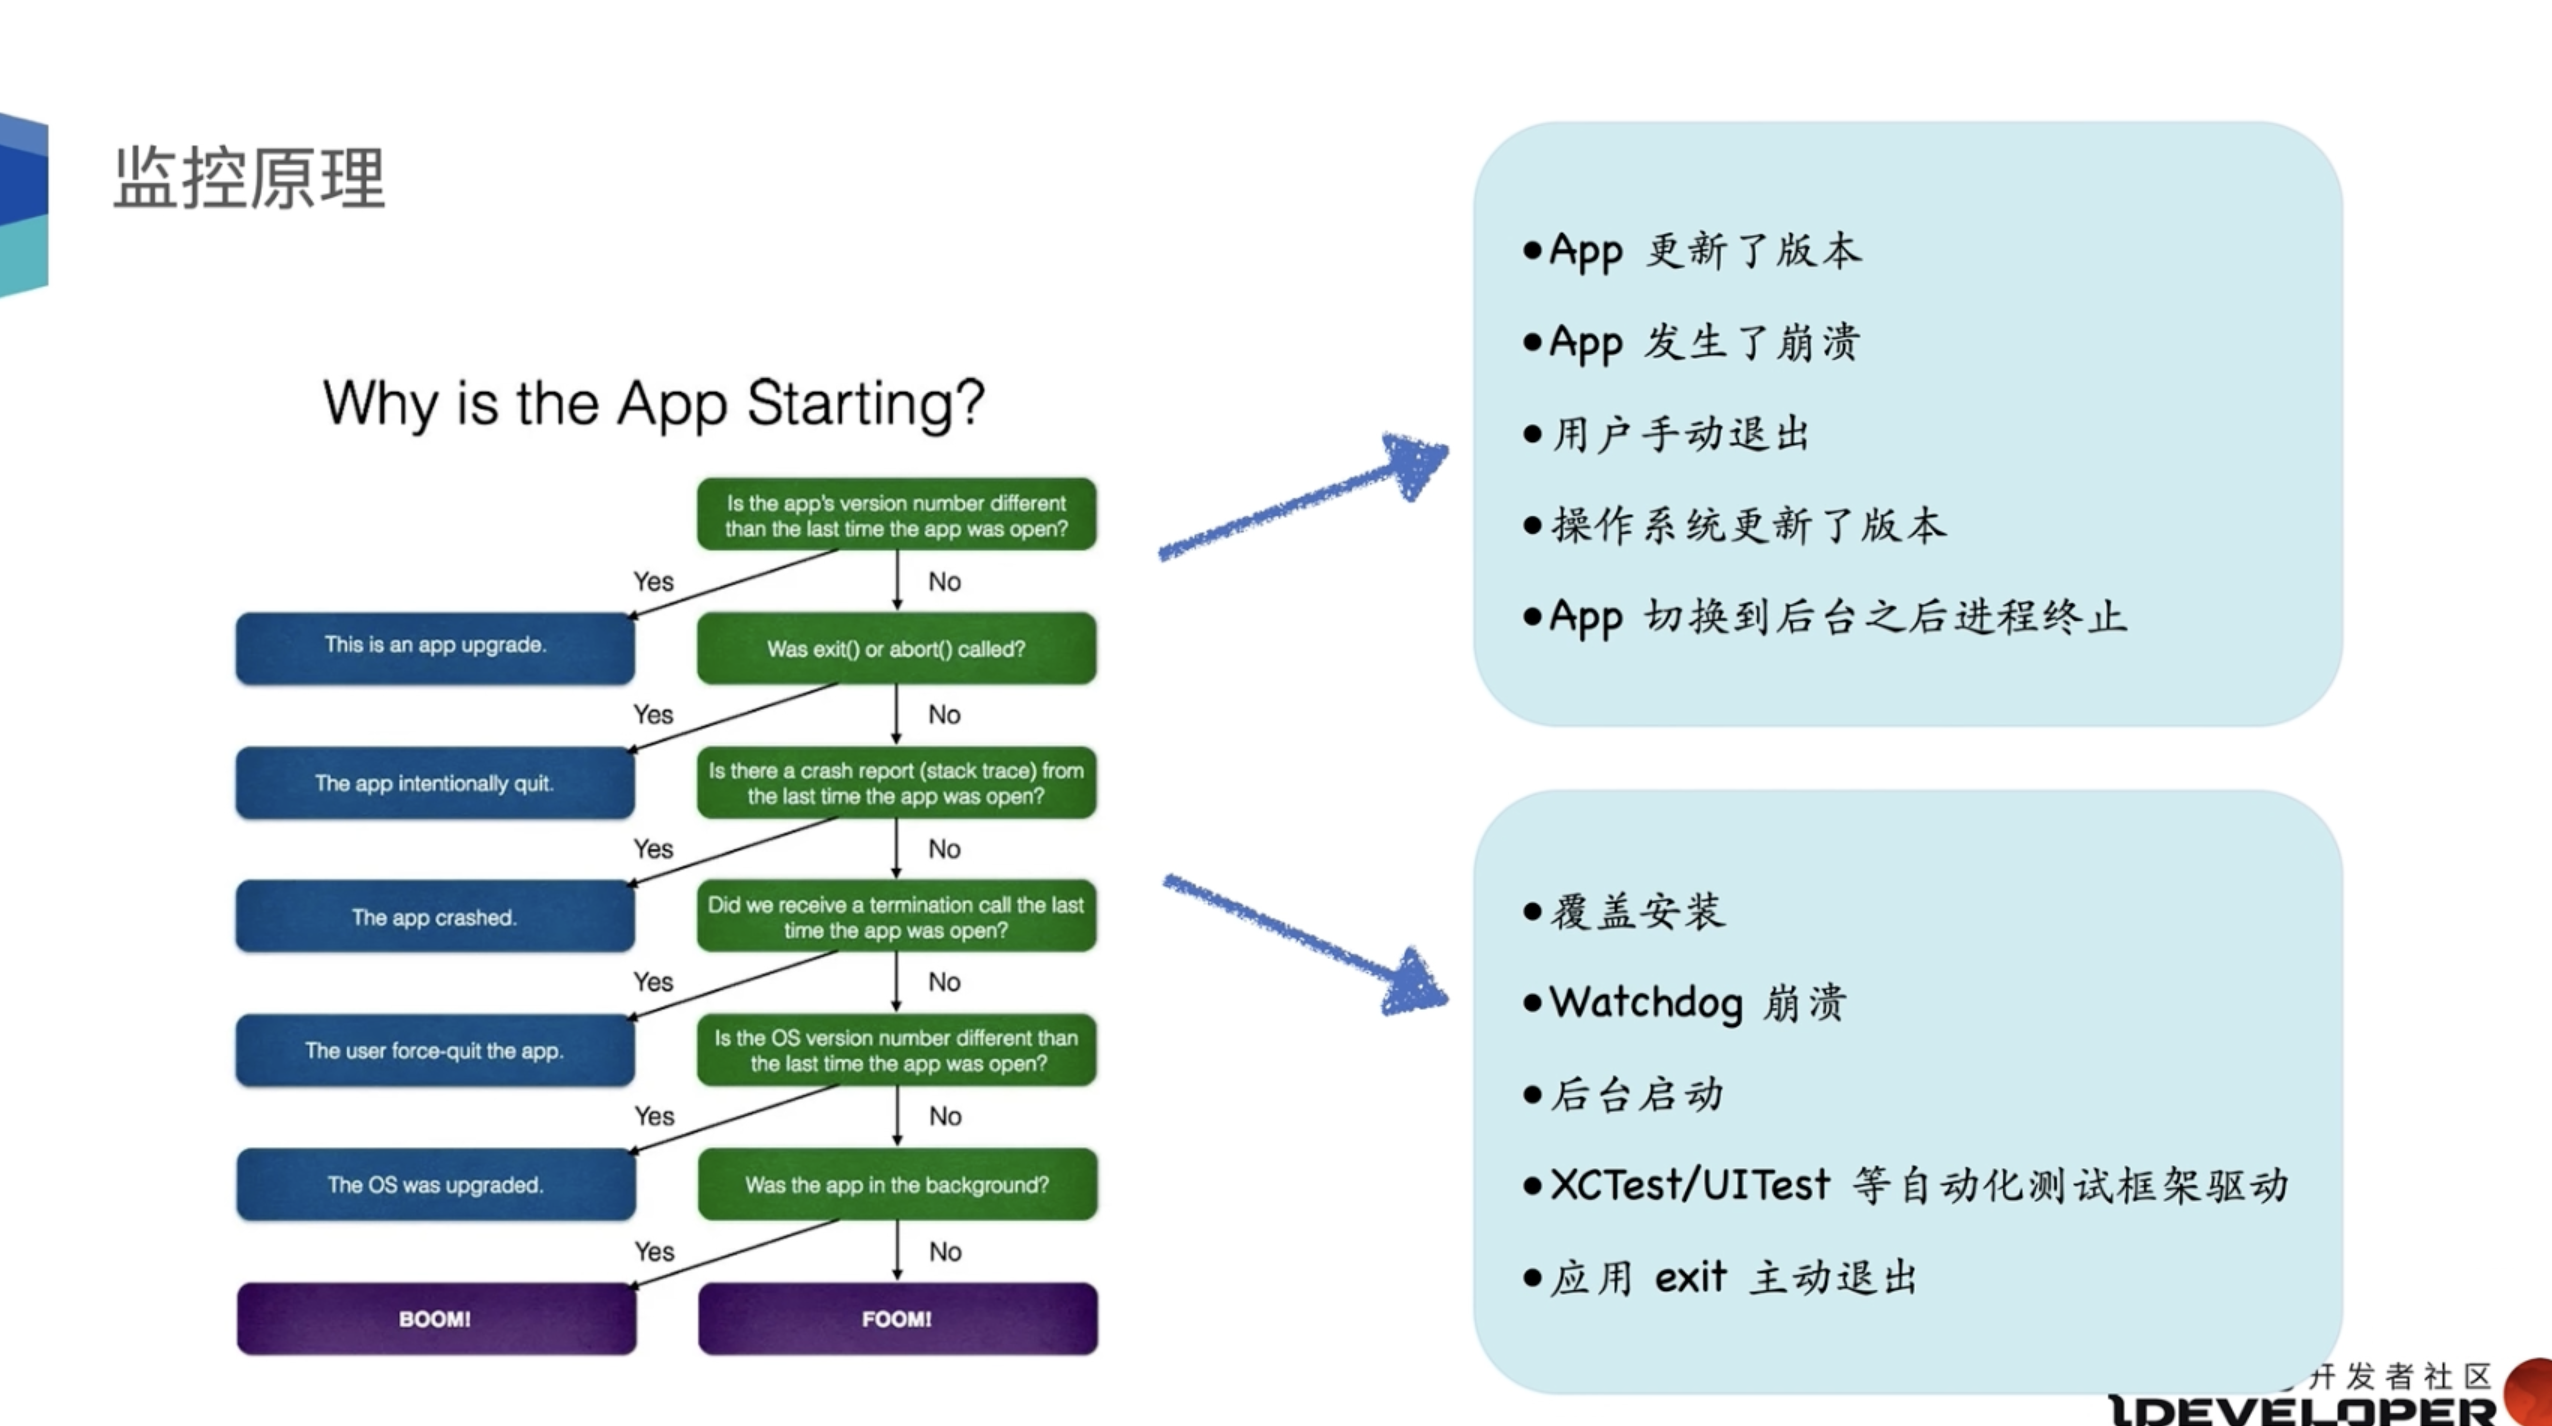 监控原理
Why is the App Starting?
Is the app's version number different
than the last time the app was open?
Yes
No
This is an app upgrade.
Was exit() or abort() called?
Yes
No
The app intentionally quit.
Is there a crash report (stack trace) from
the last time the app was open?
Yes
No
The app crashed.
Did we receive a termination call the last
time the app was open?
Yes
No
The user force-quit the app.
Is the OS version number different than
the last time the app was open?
Yes
No
The OS was upgraded.
Was the app in the background?
Yes
No
BOOM!
FOOM!
●App 更新了版本
●App 发生了崩溃
●用户手动退出
●操作系统更新了版本
●App 切换到后台之后进程终止
●覆盖安装
●Watchdog 崩溃
●后台启动
●XCTest/UITest 等自动化测试框架驱动
●应用 exit 主动退出
开发者社区
iDEVELOPER